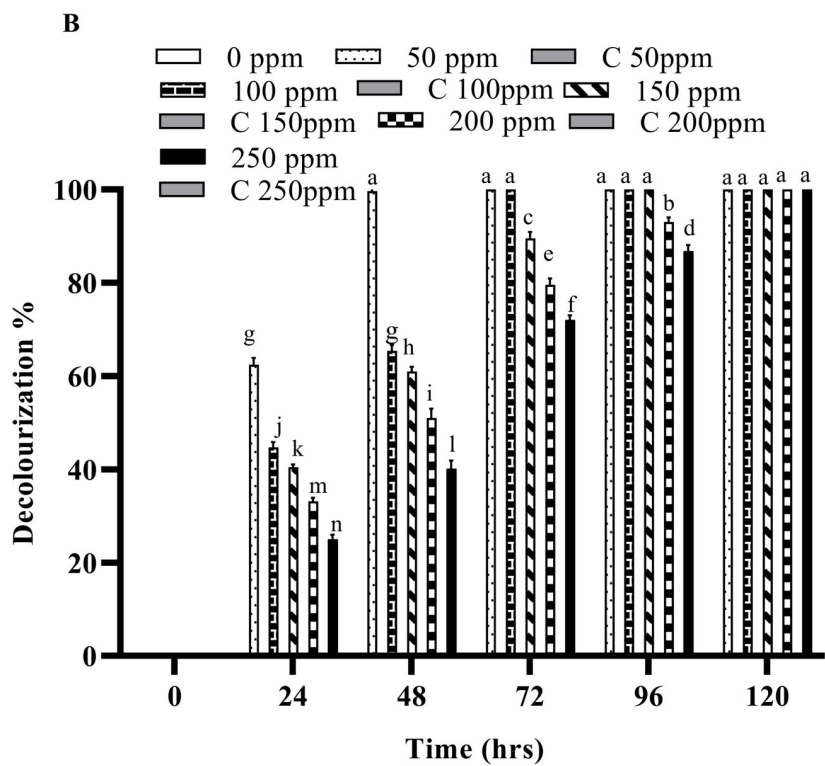 B
0 ppm 50 ppm C 50ppm
100 ppm C 100ppm 150 ppm
C 150ppm 200 ppm C 200ppm
250 ppm
C 250ppm
100
80
60
40
20
0
Decolourization %
g
j
k
m
n
a
g
h
i
l
a a
c
e
f
a a a
b
d
a a a a a
0 24 48 72 96 120
Time (hrs)